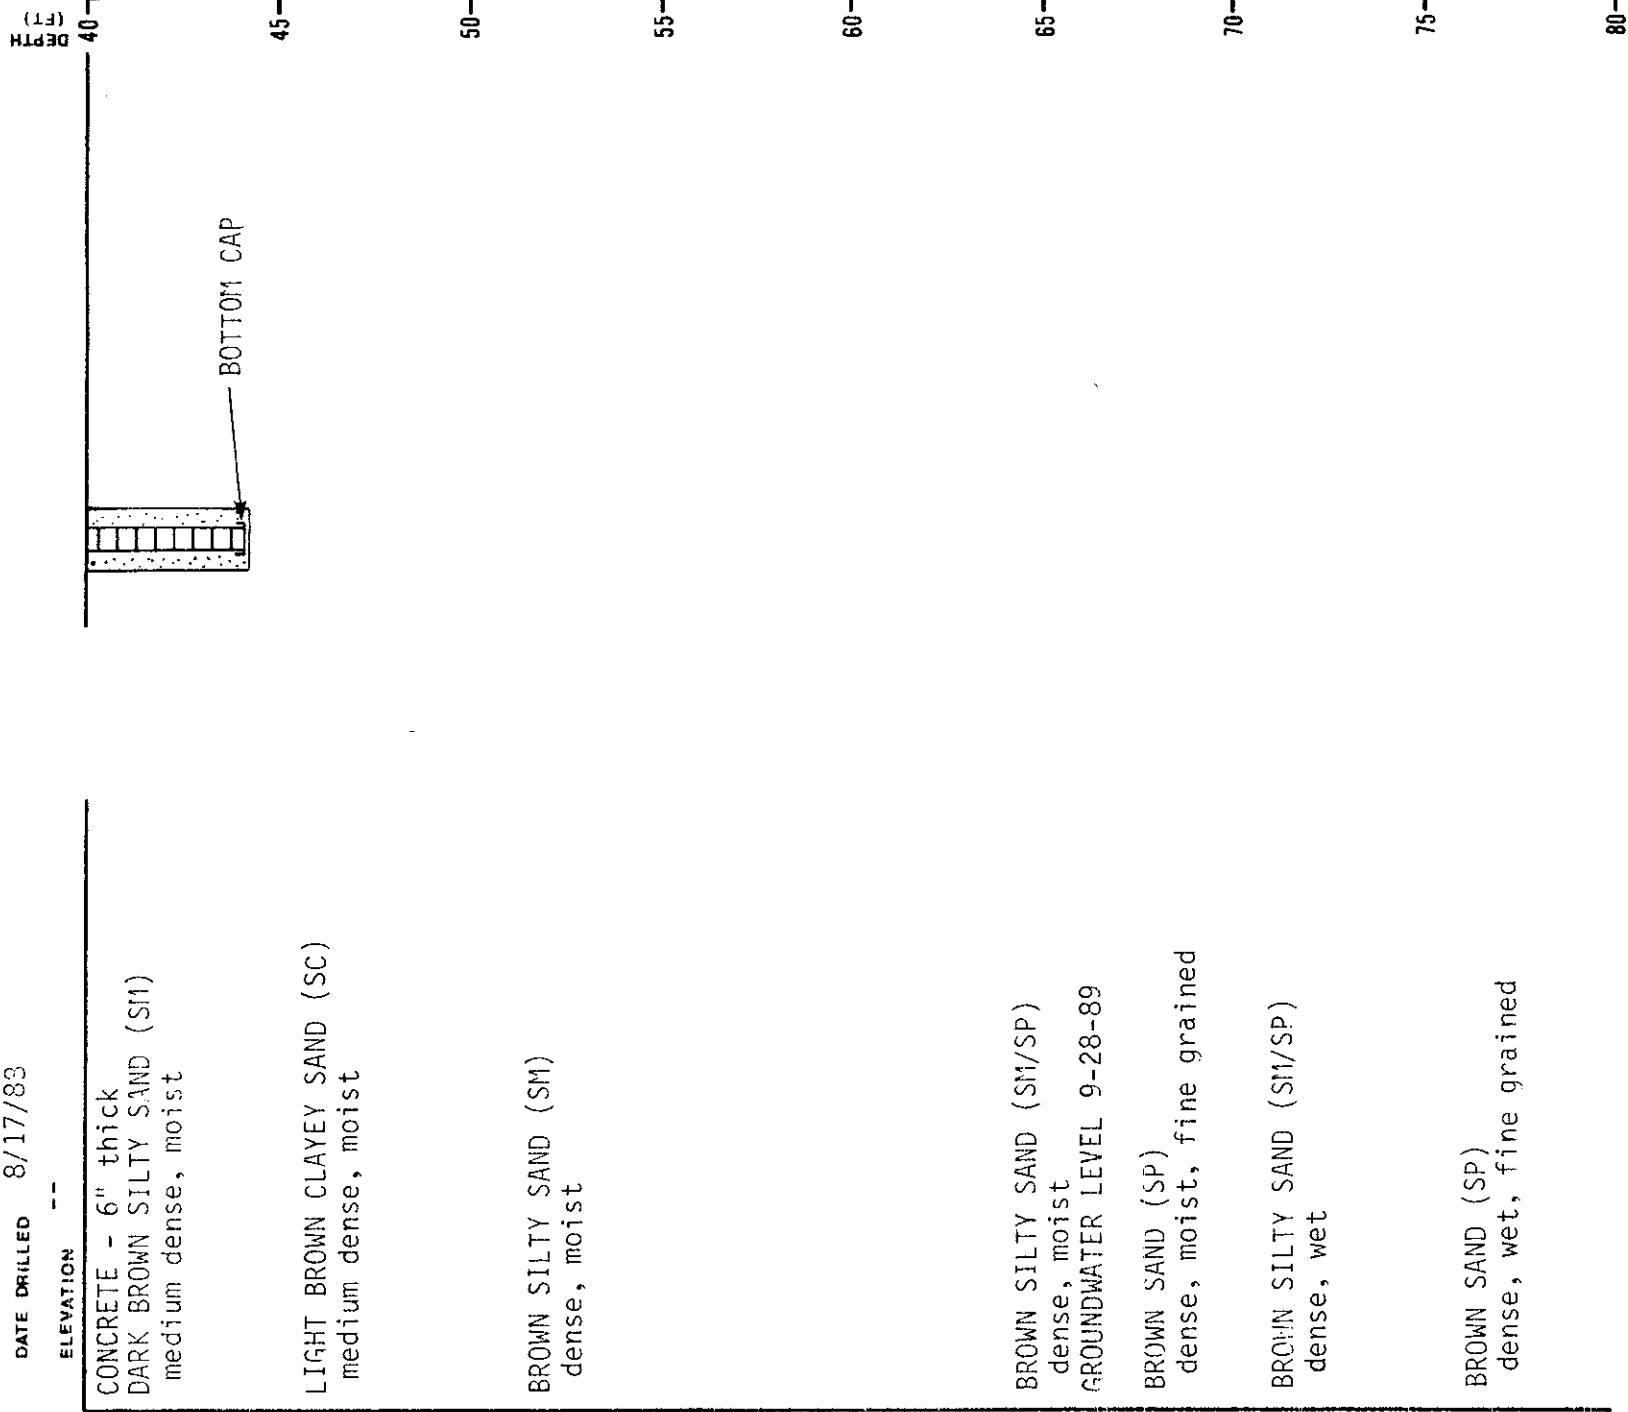 DATE DRILLED 8/17/88
ELEVATION --
CONCRETE - 6" thick
DARK BROWN SILTY SAND (SM)
medium dense, moist
LIGHT BROWN CLAYEY SAND (SC)
medium dense, moist
BROWN SILTY SAND (SM)
dense, moist
BROWN SILTY SAND (SM/SP)
dense, moist
GROUNDWATER LEVEL 9-28-89
BROWN SAND (SP)
dense, moist, fine grained
BROWN SILTY SAND (SM/SP)
dense, wet
BROWN SAND (SP)
dense, wet, fine grained
BOTTOM CAP
DEPTH
(FT)
40
45
50
55
60
65
70
75
80